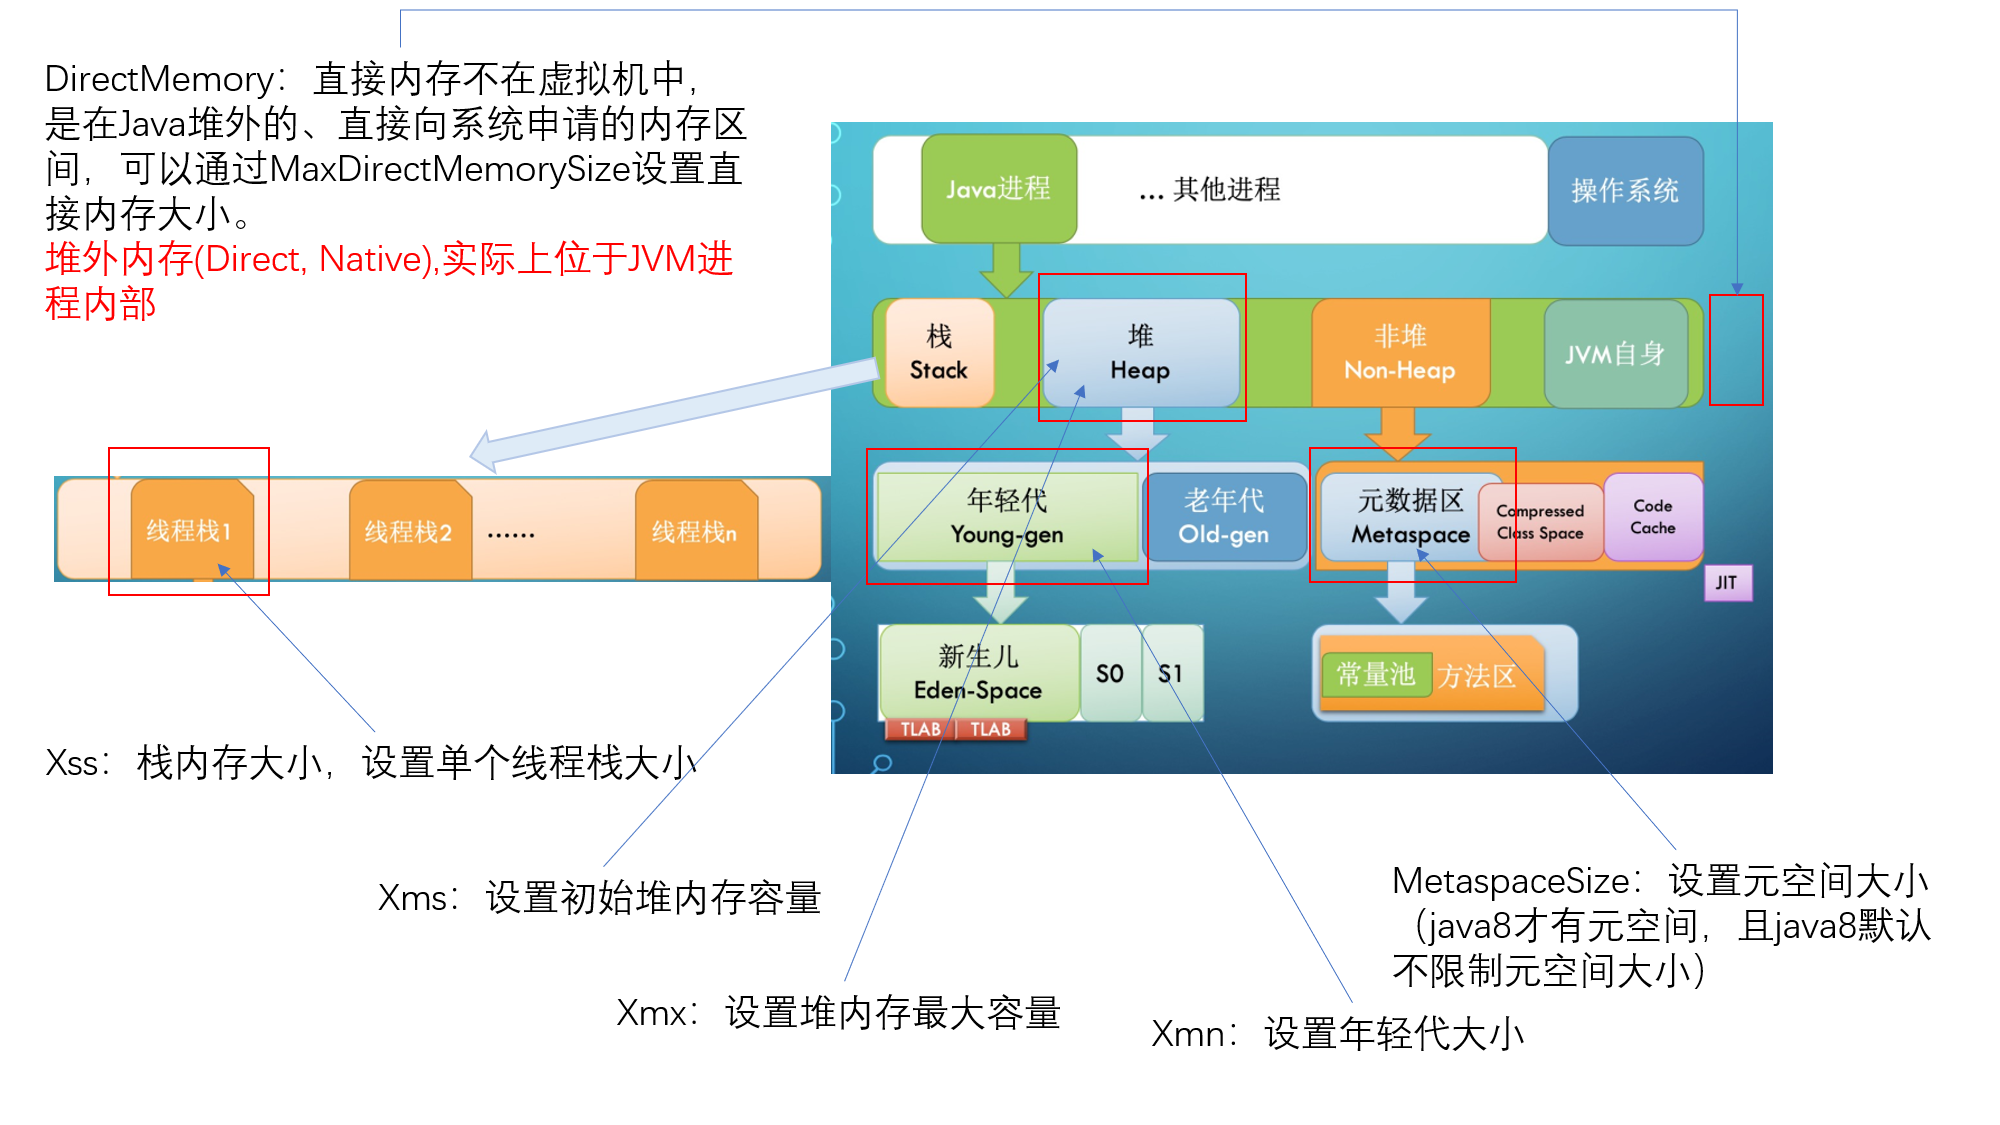 DirectMemory：直接内存不在虚拟机中，
是在Java堆外的、直接向系统申请的内存区
间，可以通过MaxDirectMemorySize设置直
接内存大小。
堆外内存(Direct, Native),实际上位于JVM进
程内部
Java进程
... 其他进程
操作系统
栈
Stack
堆
Heap
非堆
Non-Heap
JVM自身
线程栈1
线程栈2
......
线程栈n
年轻代
Young-gen
老年代
Old-gen
元数据区
Metaspace
Compressed
Class Space
Code
Cache
JIT
新生儿
Eden-Space
S0
S1
TLAB
TLAB
常量池
方法区
Xss：栈内存大小，设置单个线程栈大小
Xms：设置初始堆内存容量
Xmx：设置堆内存最大容量
Xmn：设置年轻代大小
MetaspaceSize：设置元空间大小
（java8才有元空间，且java8默认
不限制元空间大小）